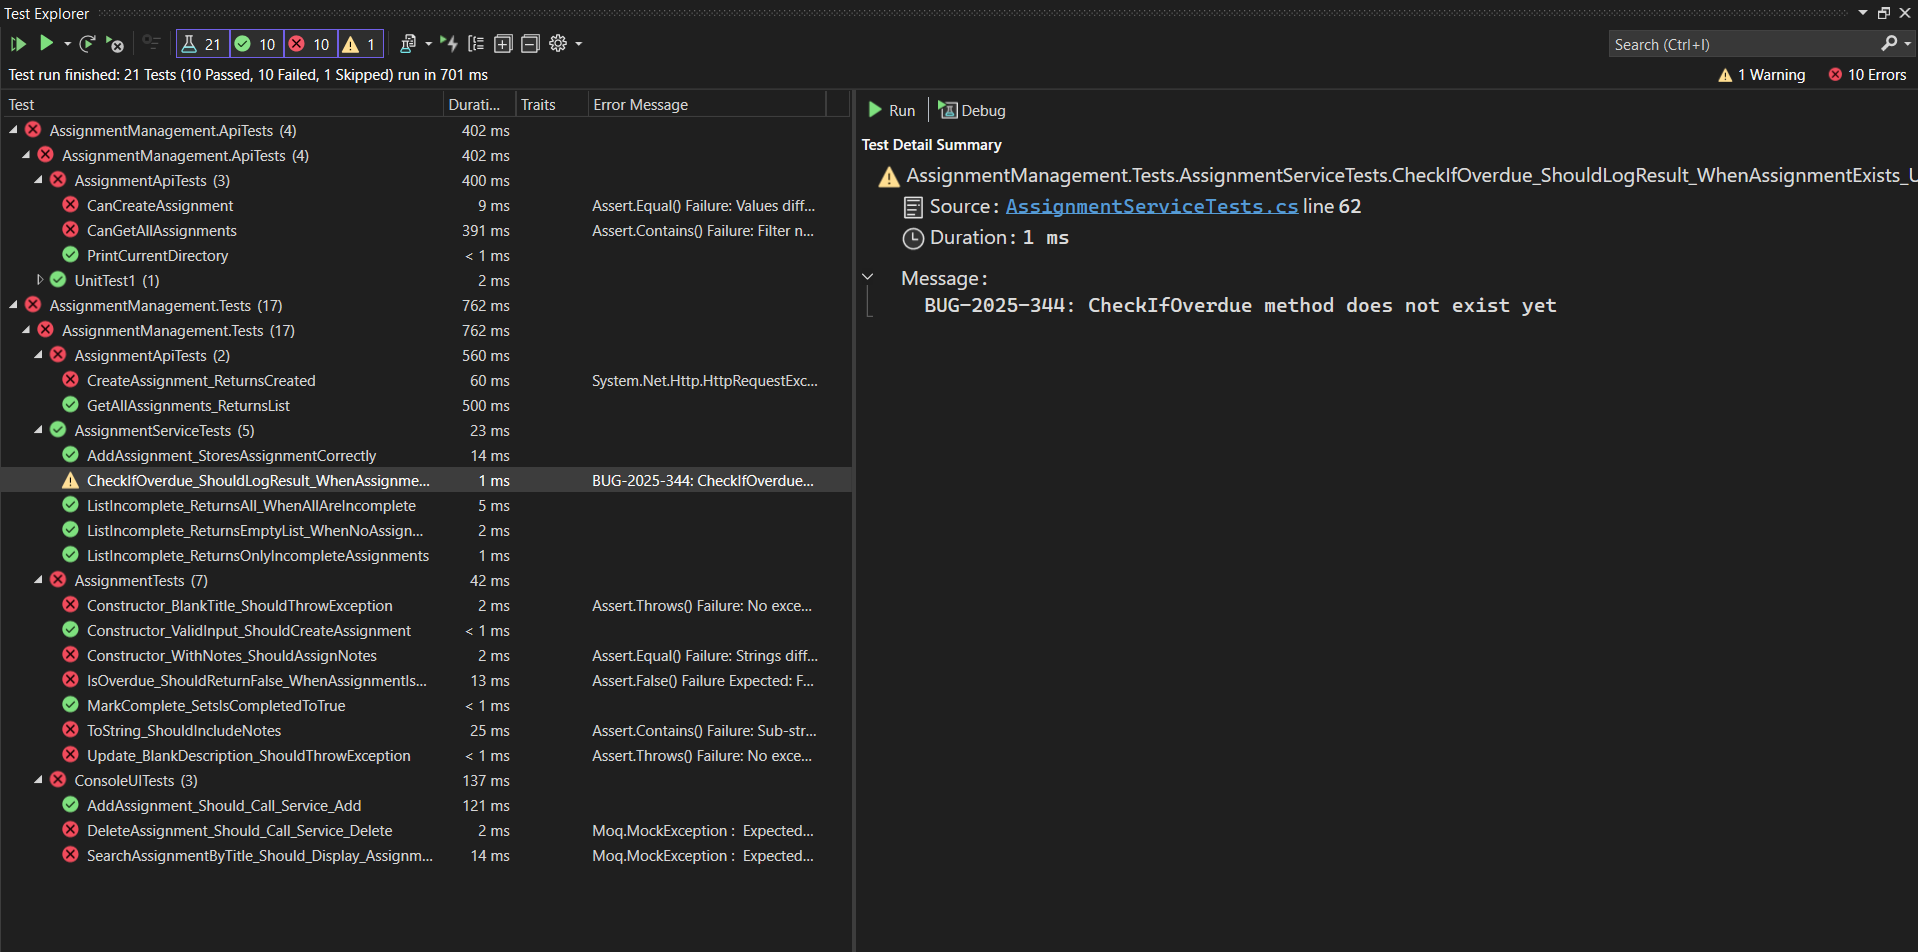 Test Explorer
21 10 10 1
Search (Ctrl+I)
Test run finished: 21 Tests (10 Passed, 10 Failed, 1 Skipped) run in 701 ms
1 Warning 10 Errors
Test Durati... Traits Error Message
AssignmentManagement.ApiTests (4) 402 ms
AssignmentManagement.ApiTests (4) 402 ms
AssignmentApiTests (3) 400 ms
CanCreateAssignment 9 ms Assert.Equal() Failure: Values diff...
CanGetAllAssignments 391 ms Assert.Contains() Failure: Filter n...
PrintCurrentDirectory < 1 ms
UnitTest1 (1) 2 ms
AssignmentManagement.Tests (17) 762 ms
AssignmentManagement.Tests (17) 762 ms
AssignmentApiTests (2) 560 ms
CreateAssignment_ReturnsCreated 60 ms System.Net.Http.HttpRequestExc...
GetAllAssignments_ReturnsList 500 ms
AssignmentServiceTests (5) 23 ms
AddAssignment_StoresAssignmentCorrectly 14 ms
CheckIfOverdue_ShouldLogResult_WhenAssignme... 1 ms BUG-2025-344: CheckIfOverdue...
ListIncomplete_ReturnsAll_WhenAllAreIncomplete 5 ms
ListIncomplete_ReturnsEmptyList_WhenNoAssign... 2 ms
ListIncomplete_ReturnsOnlyIncompleteAssignments 1 ms
AssignmentTests (7) 42 ms
Constructor_BlankTitle_ShouldThrowException 2 ms Assert.Throws() Failure: No exce...
Constructor_ValidInput_ShouldCreateAssignment < 1 ms
Constructor_WithNotes_ShouldAssignNotes 2 ms Assert.Equal() Failure: Strings diff...
IsOverdue_ShouldReturnFalse_WhenAssignmentIs... 13 ms Assert.False() Failure Expected: F...
MarkComplete_SetsIsCompletedToTrue < 1 ms
ToString_ShouldIncludeNotes 25 ms Assert.Contains() Failure: Sub-str...
Update_BlankDescription_ShouldThrowException < 1 ms Assert.Throws() Failure: No exce...
ConsoleUITests (3) 137 ms
AddAssignment_Should_Call_Service_Add 121 ms
DeleteAssignment_Should_Call_Service_Delete 2 ms Moq.MockException : Expected...
SearchAssignmentByTitle_Should_Display_Assignm... 14 ms Moq.MockException : Expected...
Run Debug
Test Detail Summary
AssignmentManagement.Tests.AssignmentServiceTests.CheckIfOverdue_ShouldLogResult_WhenAssignmentExists_U
Source: AssignmentServiceTests.cs line 62
Duration: 1 ms
Message:
BUG-2025-344: CheckIfOverdue method does not exist yet